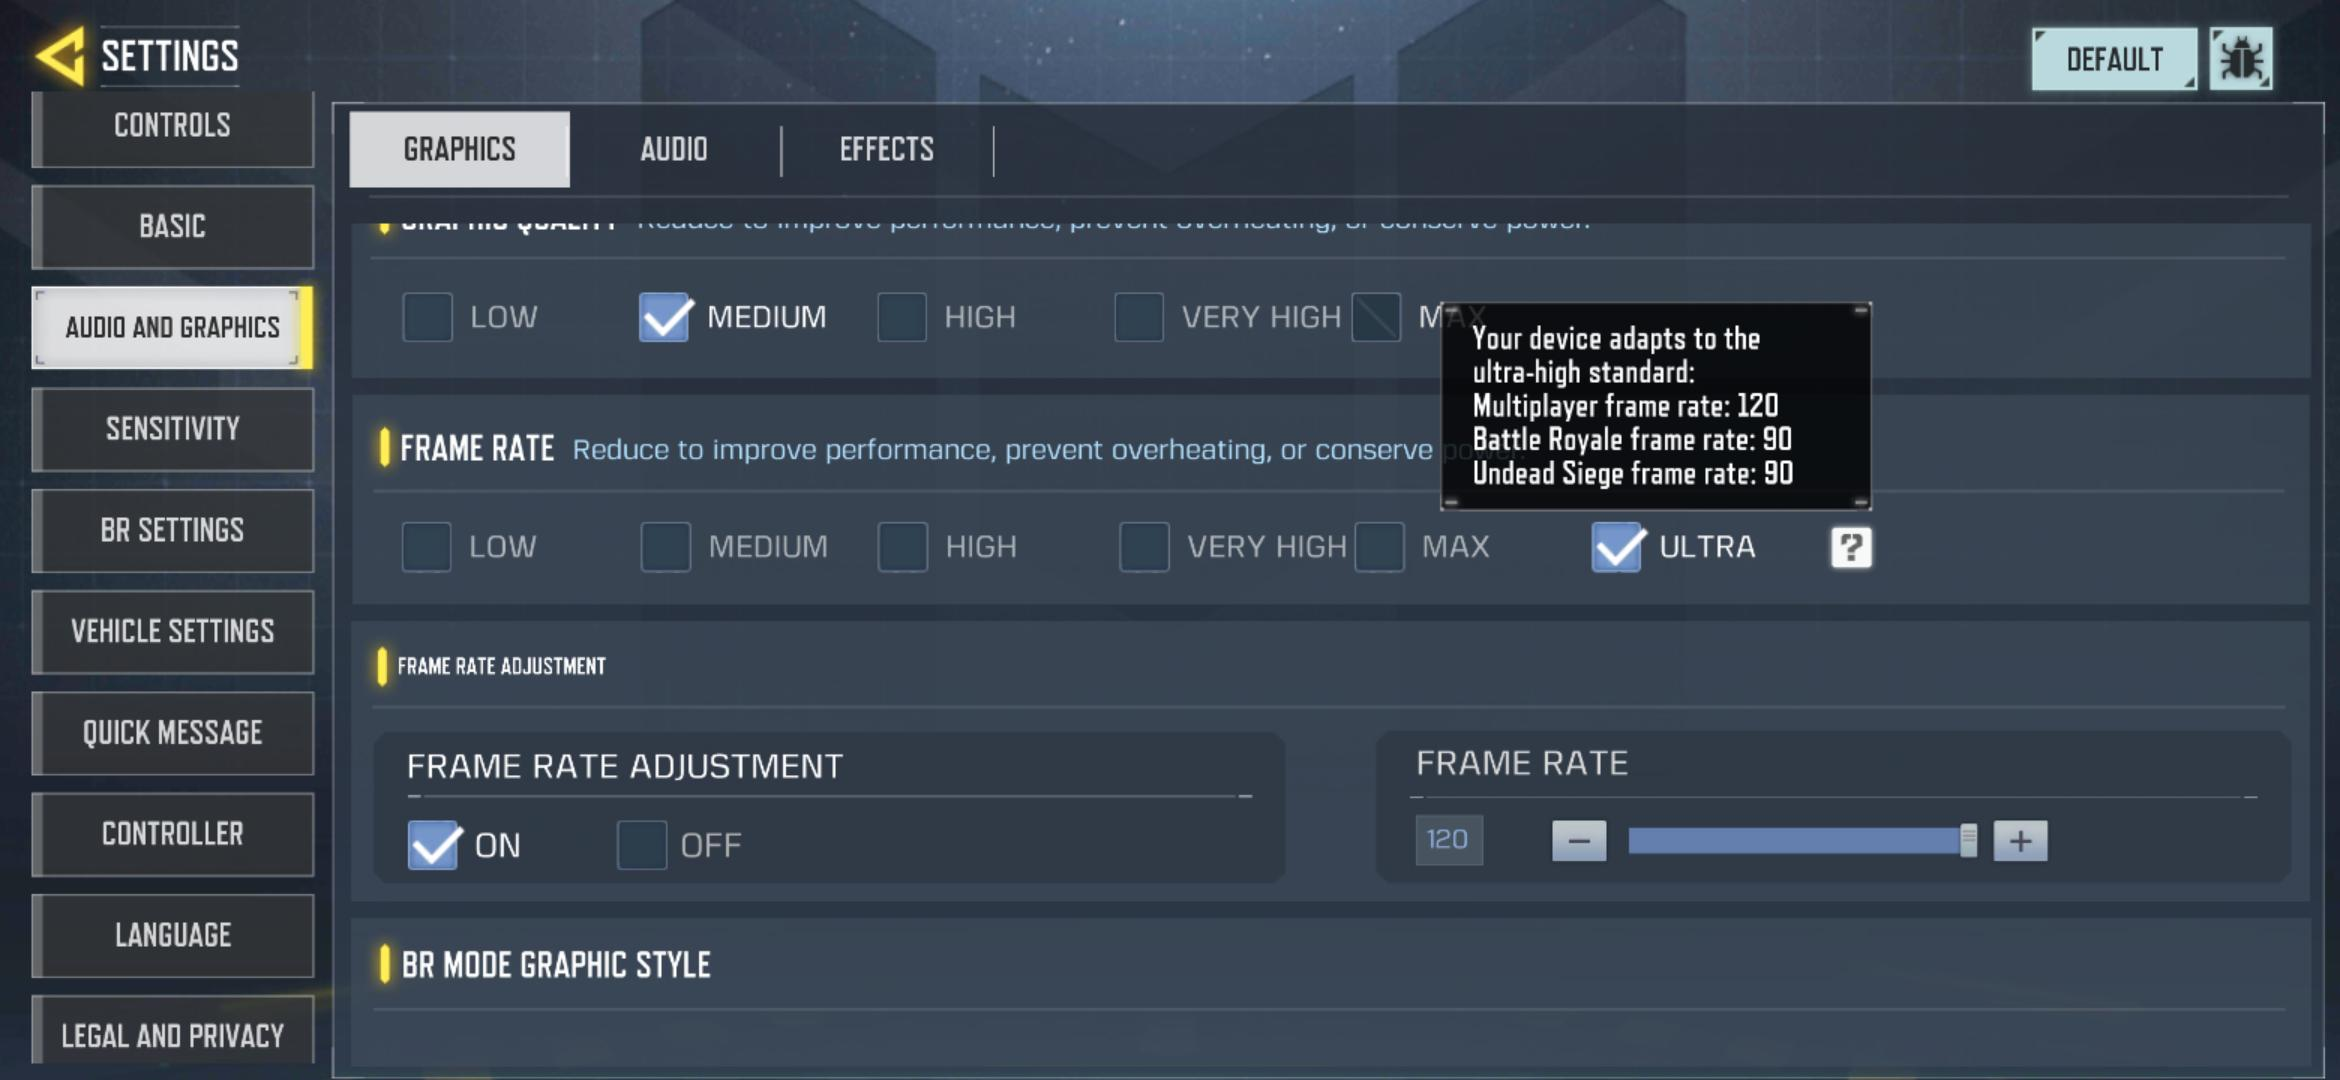 SETTINGS
DEFAULT
CONTROLS
BASIC
AUDIO AND GRAPHICS
SENSITIVITY
BR SETTINGS
VEHICLE SETTINGS
QUICK MESSAGE
CONTROLLER
LANGUAGE
LEGAL AND PRIVACY
GRAPHICS
AUDIO
EFFECTS
GRAPHIC QUALITY Reduce to improve performance, prevent overheating, or conserve power.
LOW
MEDIUM
HIGH
VERY HIGH
MAX
Your device adapts to the
ultra-high standard:
Multiplayer frame rate: 120
Battle Royale frame rate: 90
Undead Siege frame rate: 90
FRAME RATE Reduce to improve performance, prevent overheating, or conserve power.
LOW
MEDIUM
HIGH
VERY HIGH
MAX
ULTRA
?
FRAME RATE ADJUSTMENT
FRAME RATE ADJUSTMENT
ON
OFF
FRAME RATE
120
BR MODE GRAPHIC STYLE